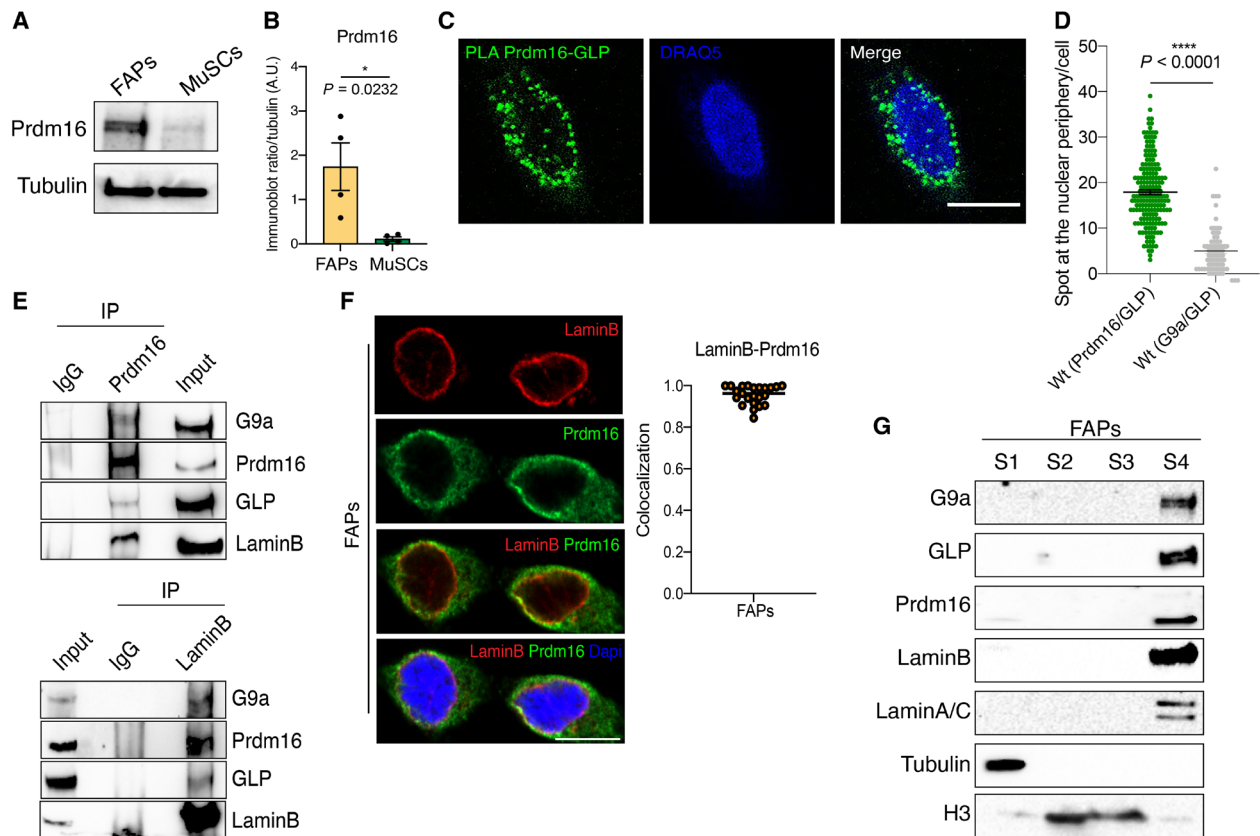 A
FAPs
MuSCs
Prdm16
Tubulin
B
Prdm16
Immunoblot ratio/tubulin (A.U.)
4
3
2
1
0
*
P = 0.0232
FAPs
MuSCs
C
PLA Prdm16-GLP
DRAQ5
Merge
D
Spot at the nuclear periphery/cell
50
40
30
20
10
0
****
P < 0.0001
Wt (Prdm16/GLP)
Wt (G9a/GLP)
E
IP
IgG
Prdm16
Input
G9a
Prdm16
GLP
LaminB
IP
Input
IgG
LaminB
G9a
Prdm16
GLP
LaminB
F
FAPs
LaminB
Prdm16
LaminB Prdm16
LaminB Prdm16 Dapi
LaminB-Prdm16
Colocalization
1.0
0.8
0.6
0.4
0.2
0.0
FAPs
G
FAPs
S1 S2 S3 S4
G9a
GLP
Prdm16
LaminB
LaminA/C
Tubulin
H3